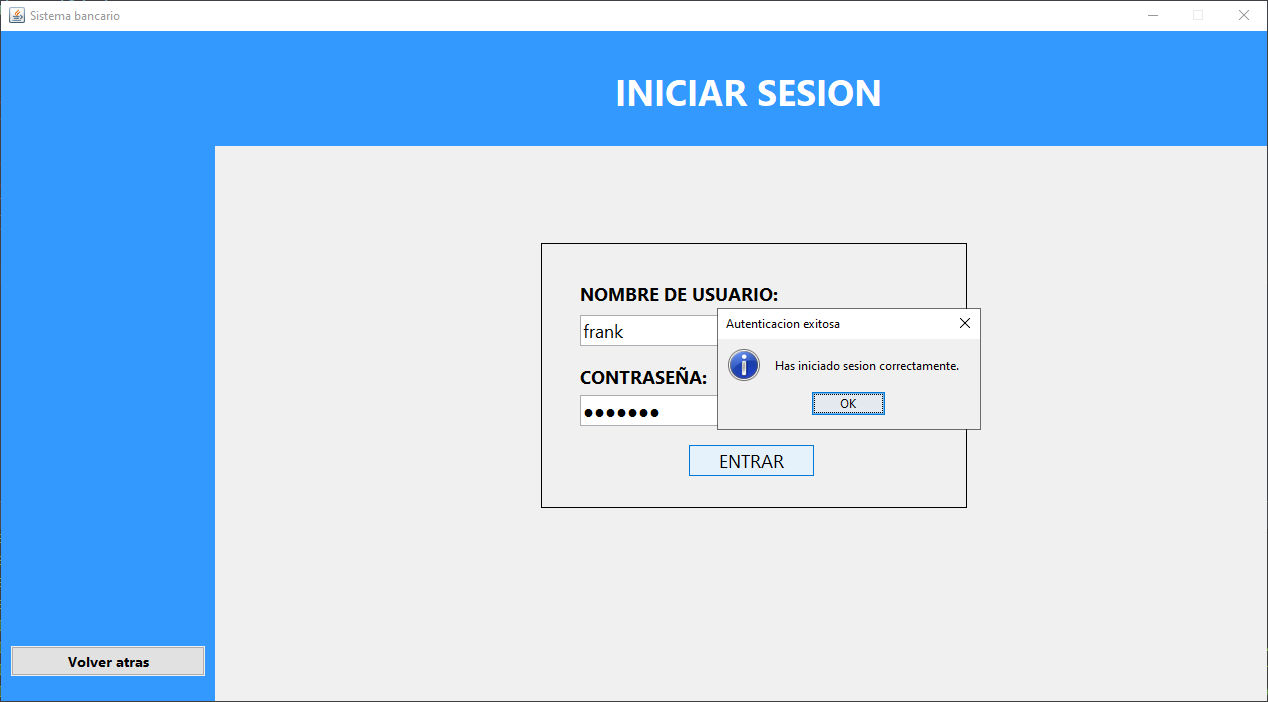 Sistema bancario
INICIAR SESION
NOMBRE DE USUARIO:
frank
Autenticacion exitosa
Has iniciado sesion correctamente.
OK
CONTRASEÑA:
●●●●●●●
ENTRAR
Volver atras